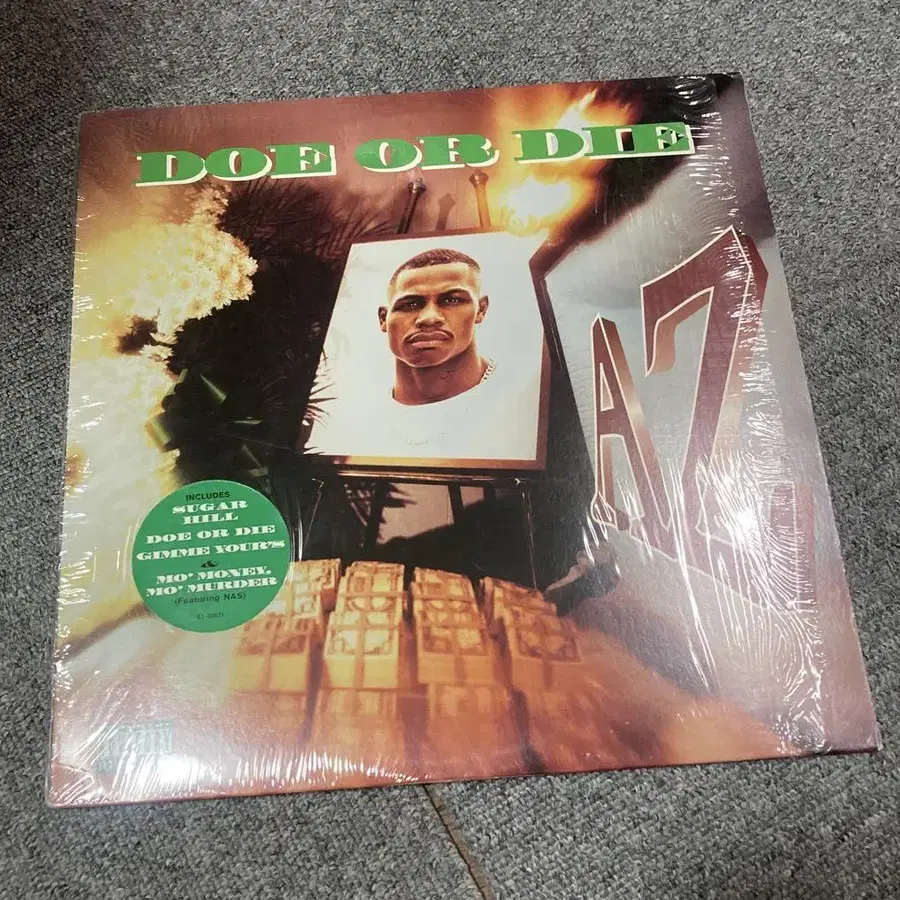 DOE OR DIE
AZ
INCLUDES
SUGAR
HILL
DOE OR DIE
GIMME YOUR'S
&
MO' MONEY,
MO' MURDER
(Featuring NAS)